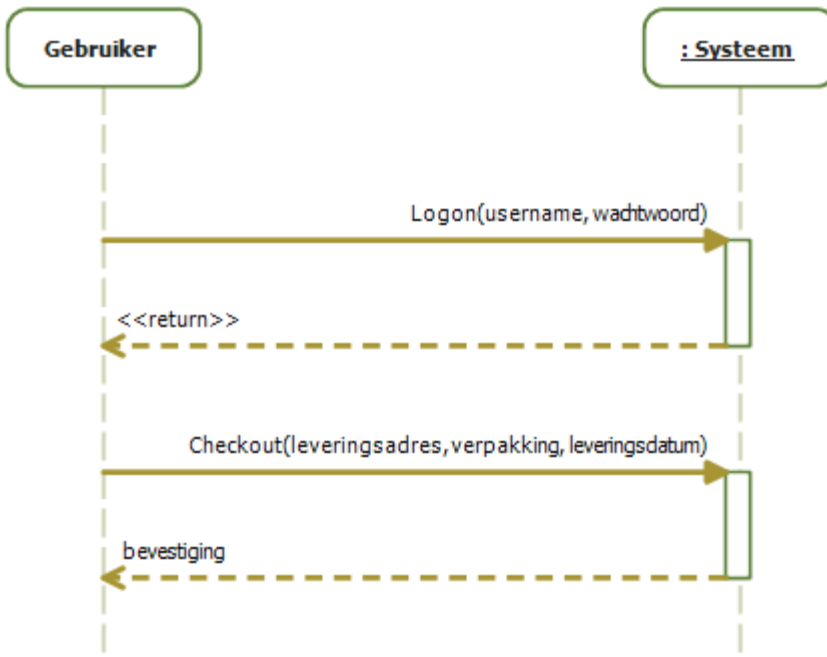 Gebruiker
: Systeem
Logon(username, wachtwoord)
<<return>>
Checkout(leveringsadres, verpakking, leveringsdatum)
bevestiging